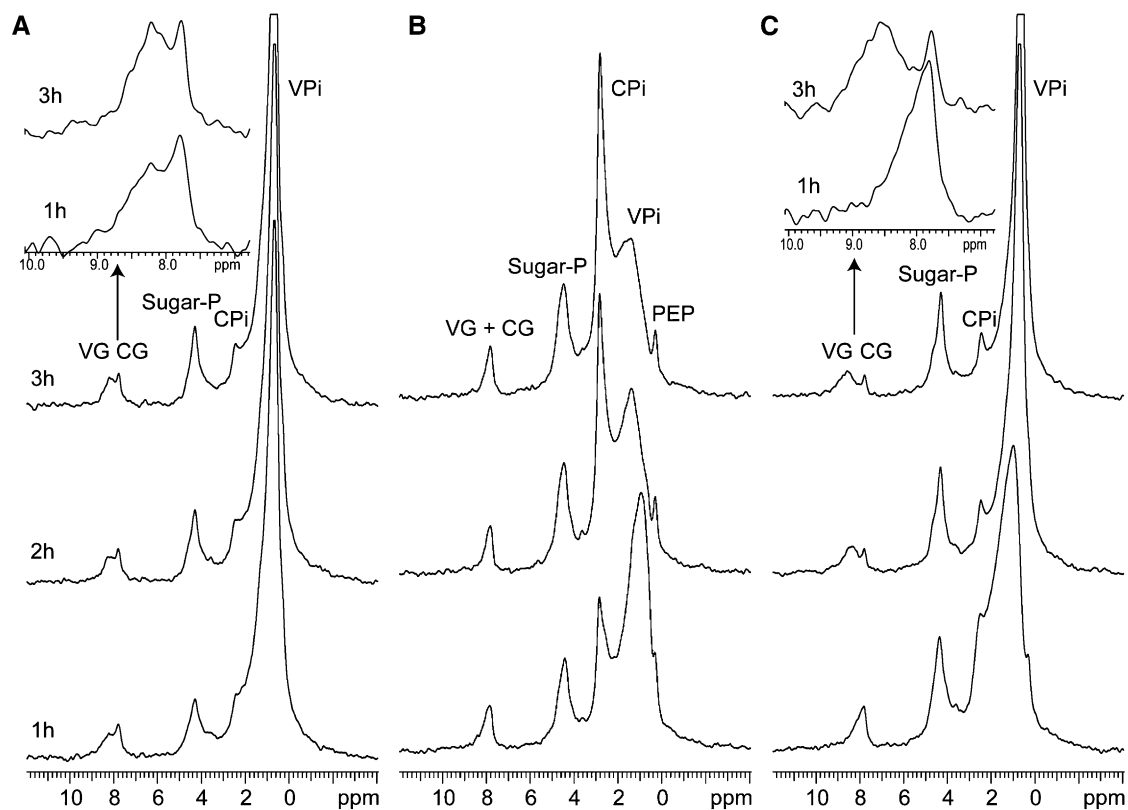 A
3h
1h
10.0 9.0 8.0 ppm
VPi
Sugar-P
CPi
VG CG
3h
2h
1h
10 8 6 4 2 0 ppm
B
CPi
VPi
Sugar-P
PEP
VG + CG
10 8 6 4 2 0 ppm
C
3h
1h
10.0 9.0 8.0 ppm
VPi
Sugar-P
CPi
VG CG
10 8 6 4 2 0 ppm